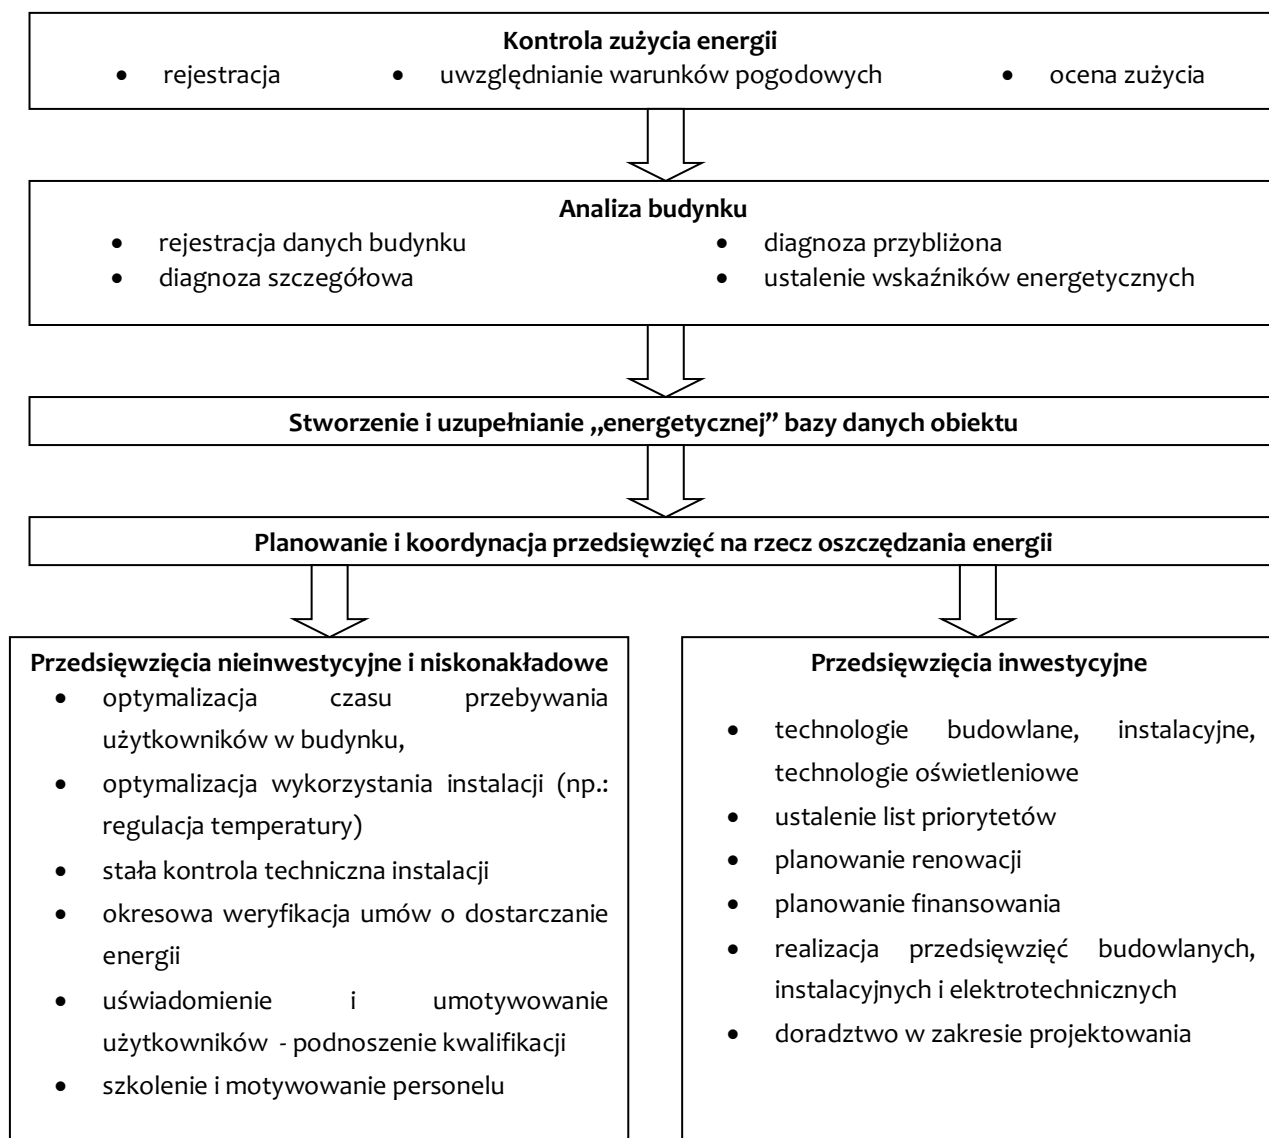 Kontrola zużycia energii
• rejestracja • uwzględnianie warunków pogodowych • ocena zużycia
Analiza budynku
• rejestracja danych budynku • diagnoza przybliżona
• diagnoza szczegółowa • ustalenie wskaźników energetycznych
Stworzenie i uzupełnianie „energetycznej” bazy danych obiektu
Planowanie i koordynacja przedsięwzięć na rzecz oszczędzania energii
Przedsięwzięcia nieinwestycyjne i niskonakładowe
• optymalizacja czasu przebywania
użytkowników w budynku,
• optymalizacja wykorzystania instalacji (np.:
regulacja temperatury)
• stała kontrola techniczna instalacji
• okresowa weryfikacja umów o dostarczanie
energii
• uświadomienie i umotywowanie
użytkowników - podnoszenie kwalifikacji
• szkolenie i motywowanie personelu
Przedsięwzięcia inwestycyjne
• technologie budowlane, instalacyjne,
technologie oświetleniowe
• ustalenie list priorytetów
• planowanie renowacji
• planowanie finansowania
• realizacja przedsięwzięć budowlanych,
instalacyjnych i elektrotechnicznych
• doradztwo w zakresie projektowania